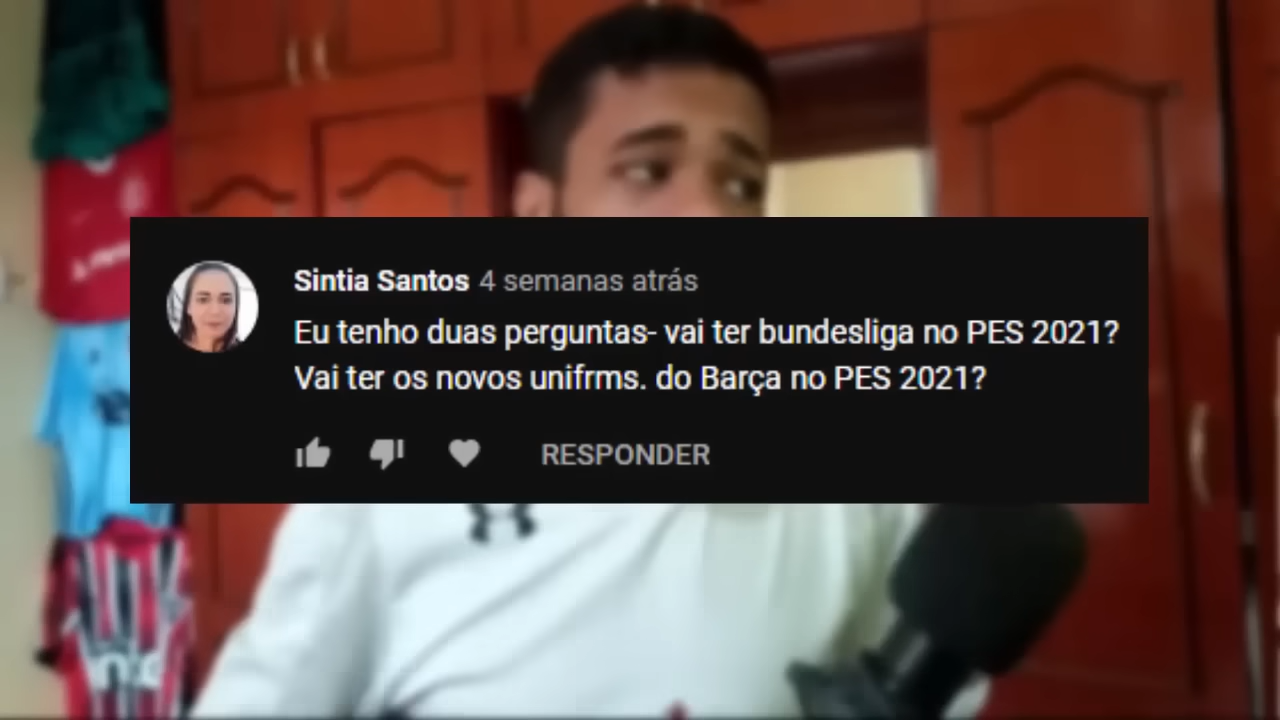 Sintia Santos 4 semanas atrás
Eu tenho duas perguntas- vai ter bundesliga no PES 2021?
Vai ter os novos unifrms. do Barça no PES 2021?
RESPONDER